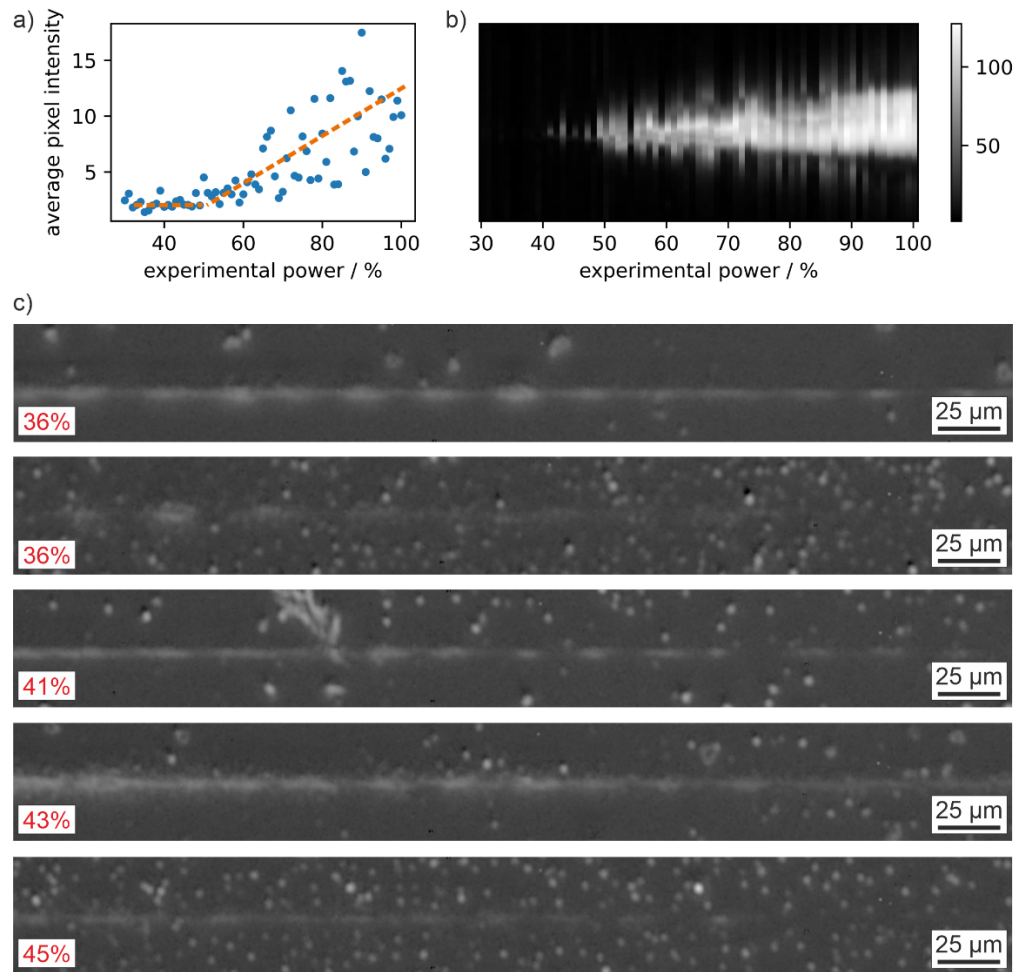 a)
average pixel intensity
15
10
5
40 60 80 100
experimental power / %
b)
100
50
30 40 50 60 70 80 90 100
experimental power / %
c)
36%
25 µm
36%
25 µm
41%
25 µm
43%
25 µm
45%
25 µm